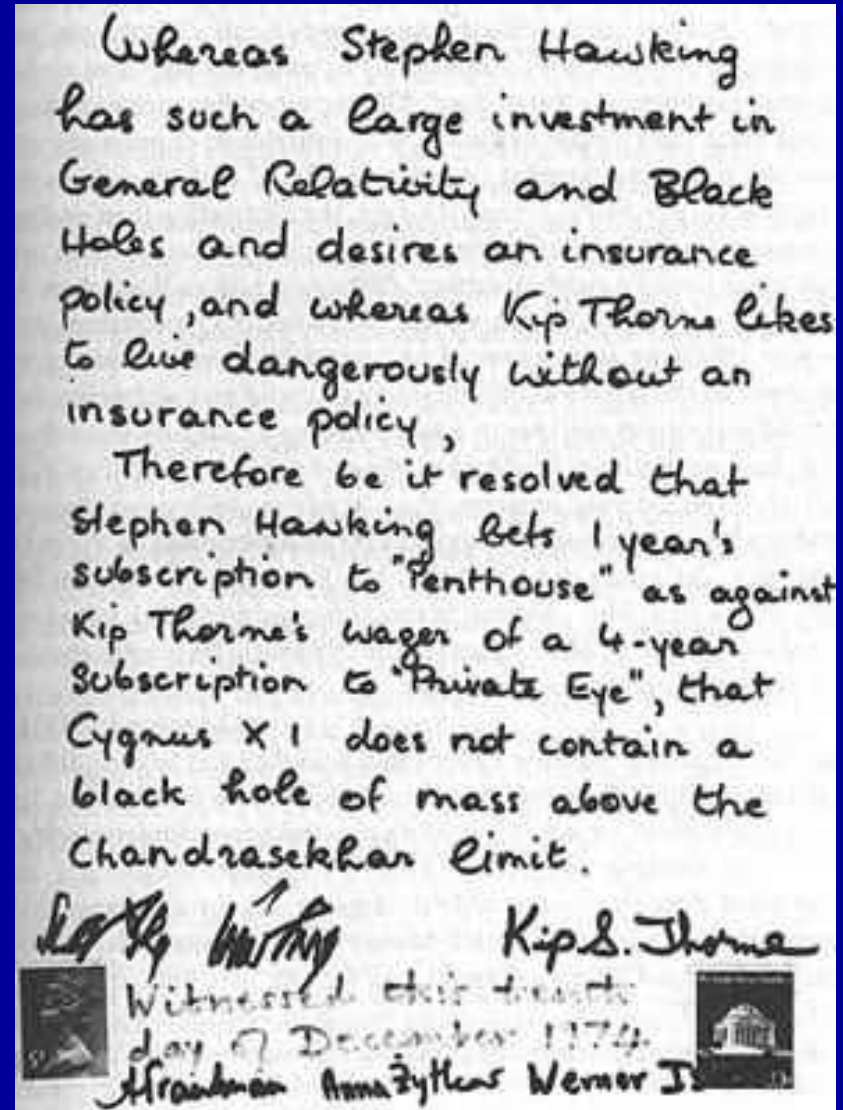 Whereas Stephen Hawking
has such a large investment in
General Relativity and Black
Holes and desires an insurance
policy, and whereas Kip Thorne likes
to live dangerously without an
insurance policy,
Therefore be it resolved that
Stephen Hawking bets 1 year's
subscription to "Penthouse" as against
Kip Thorne's wager of a 4-year
Subscription to "Private Eye", that
Cygnus X 1 does not contain a
black hole of mass above the
Chandrasekhar limit.
Kip S. Thorne
Witnessed this tenth
day of December 1974
Anna Żytkow Werner